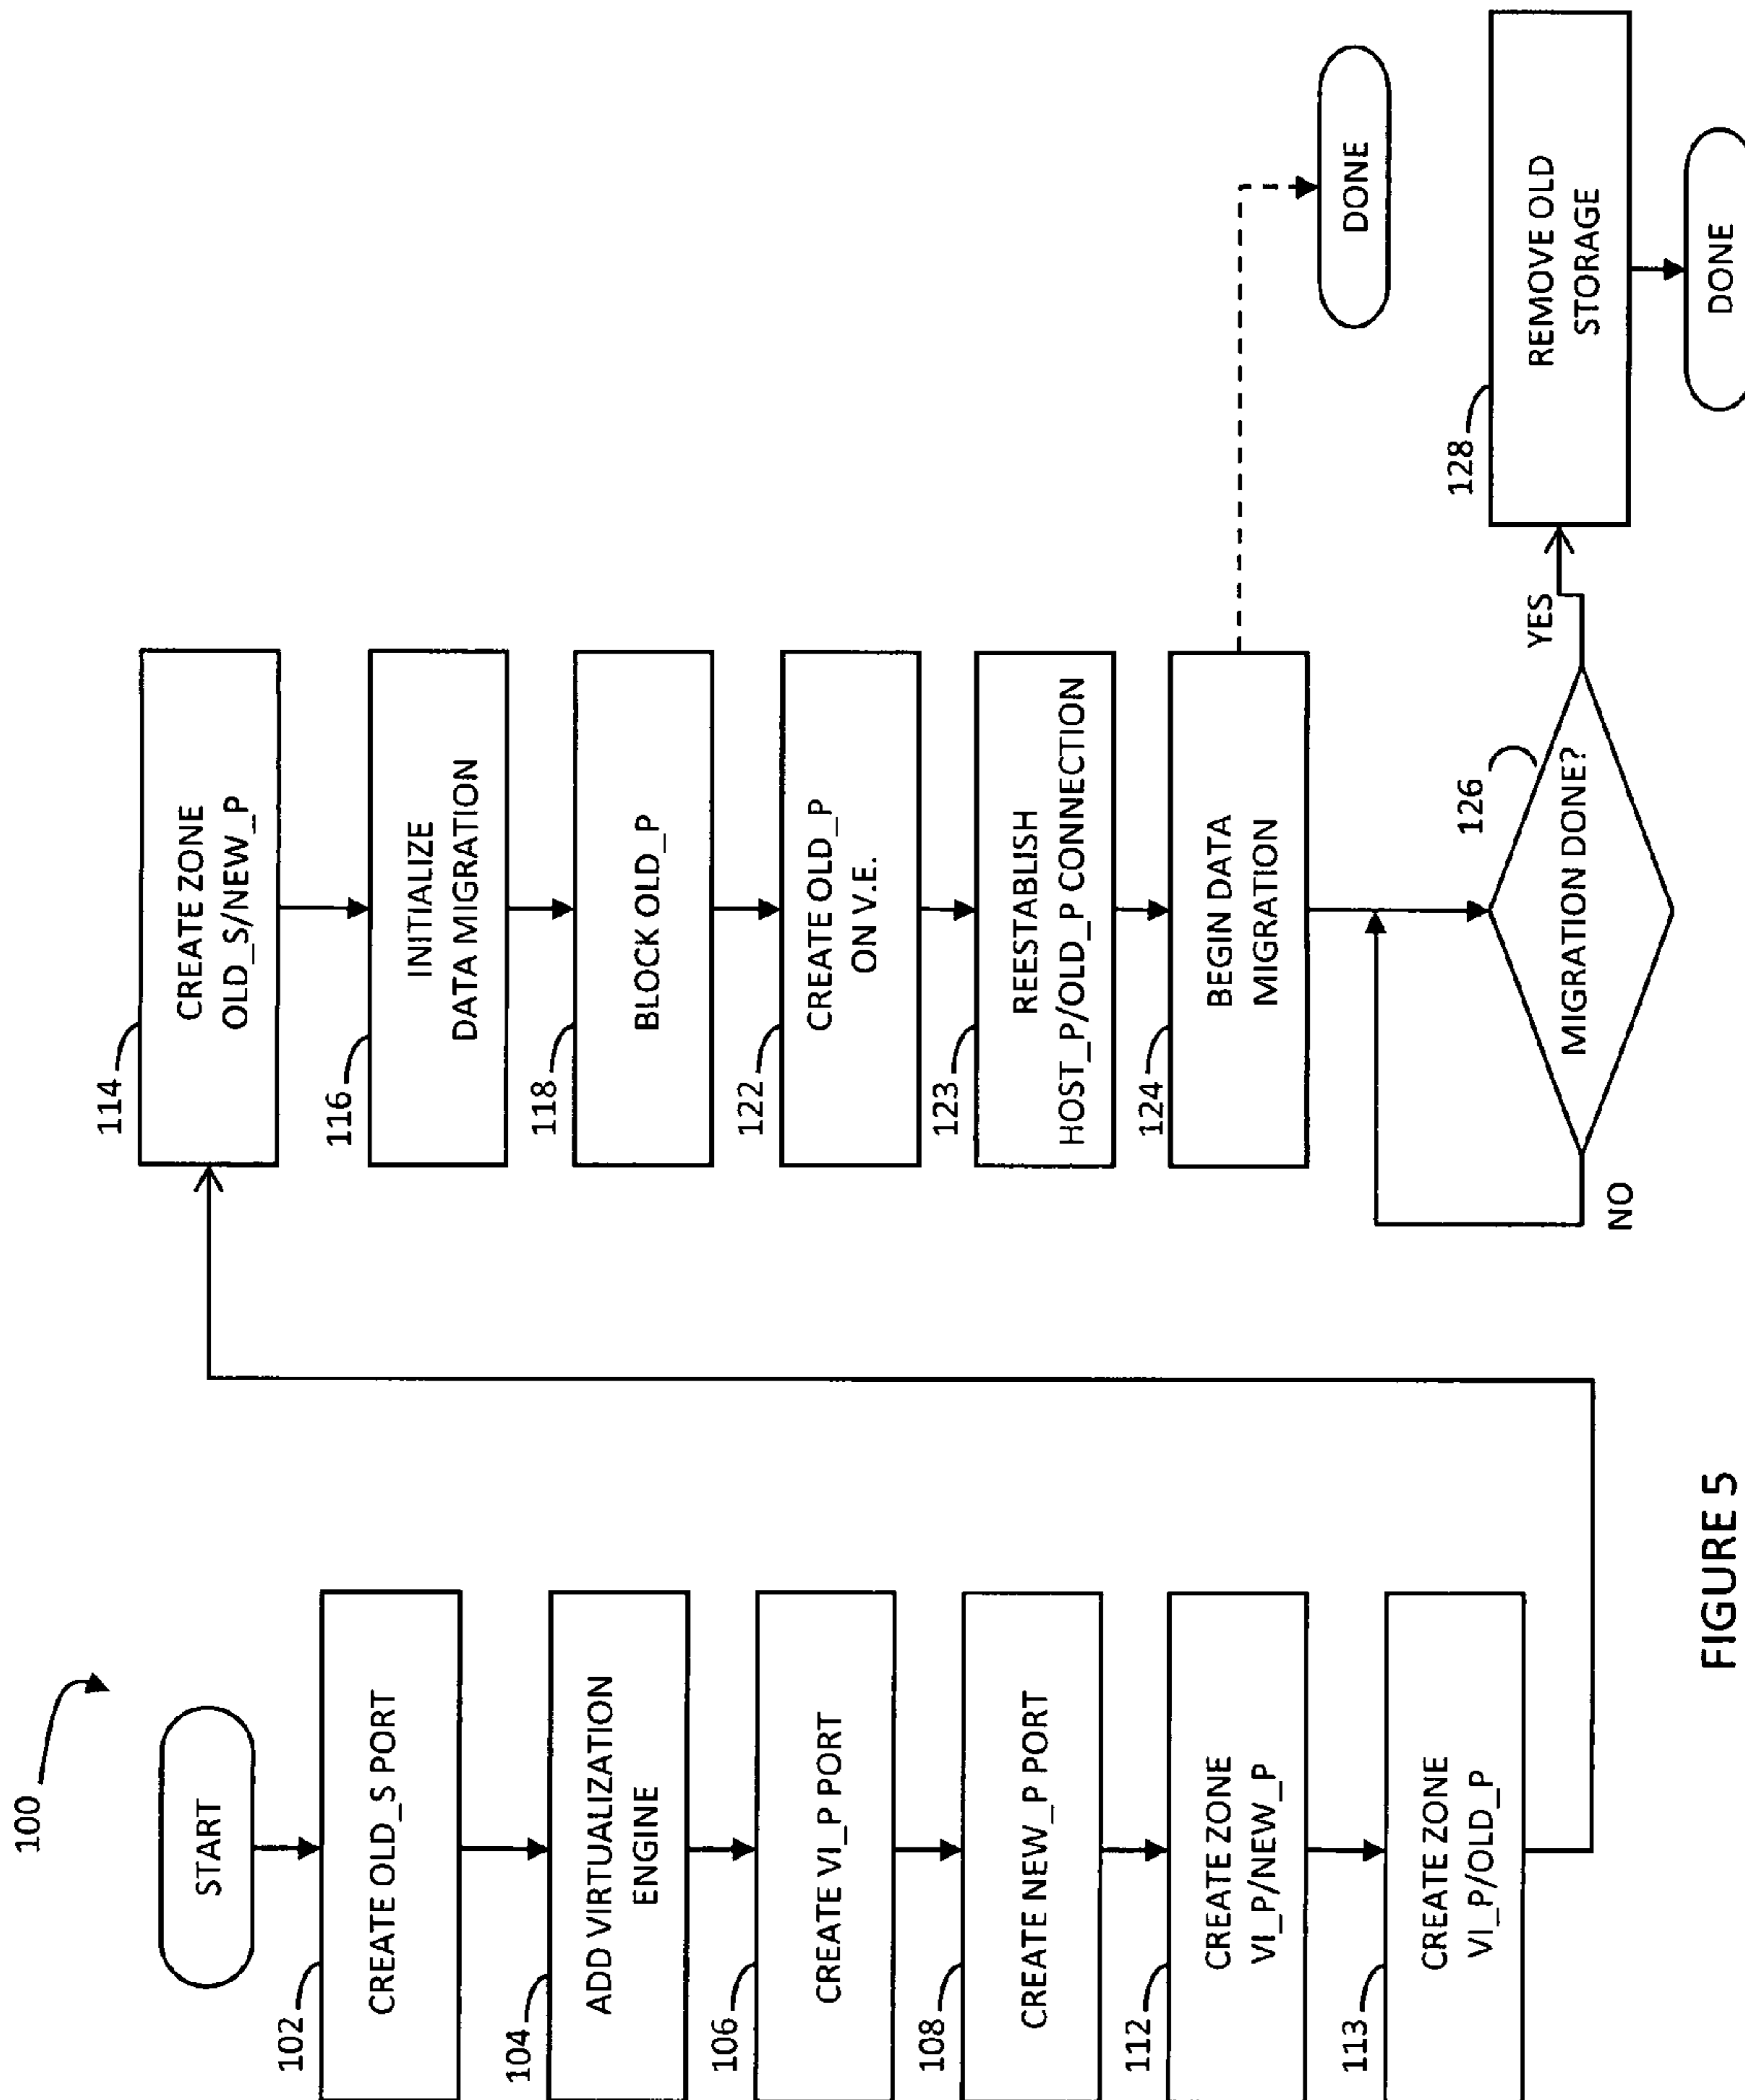 100
START
102
CREATE OLD_S PORT
104
ADD VIRTUALIZATION
ENGINE
106
CREATE VI_P PORT
108
CREATE NEW_P PORT
112
CREATE ZONE
VI_P/NEW_P
113
CREATE ZONE
VI_P/OLD_P
114
CREATE ZONE
OLD_S/NEW_P
116
INITIALIZE
DATA MIGRATION
118
BLOCK OLD_P
122
CREATE OLD_P
ON V.E.
123
REESTABLISH
HOST_P/OLD_P CONNECTION
124
BEGIN DATA
MIGRATION
DONE
126
MIGRATION DONE?
NO
YES
128
REMOVE OLD
STORAGE
DONE
FIGURE 5